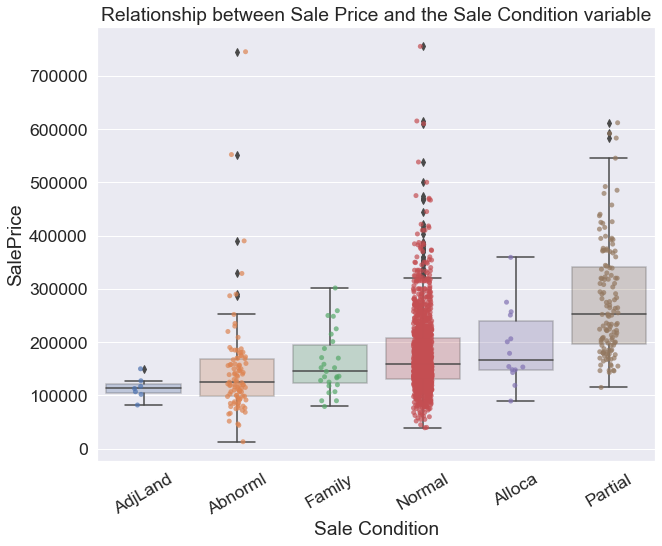 Relationship between Sale Price and the Sale Condition variable
SalePrice
700000
600000
500000
400000
300000
200000
100000
0
AdjLand
Abnorml
Family
Normal
Alloca
Partial
Sale Condition